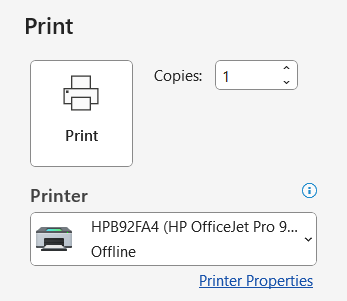 Print
Copies: 1
Print
Printer
HPB92FA4 (HP OfficeJet Pro 9...
Offline
Printer Properties